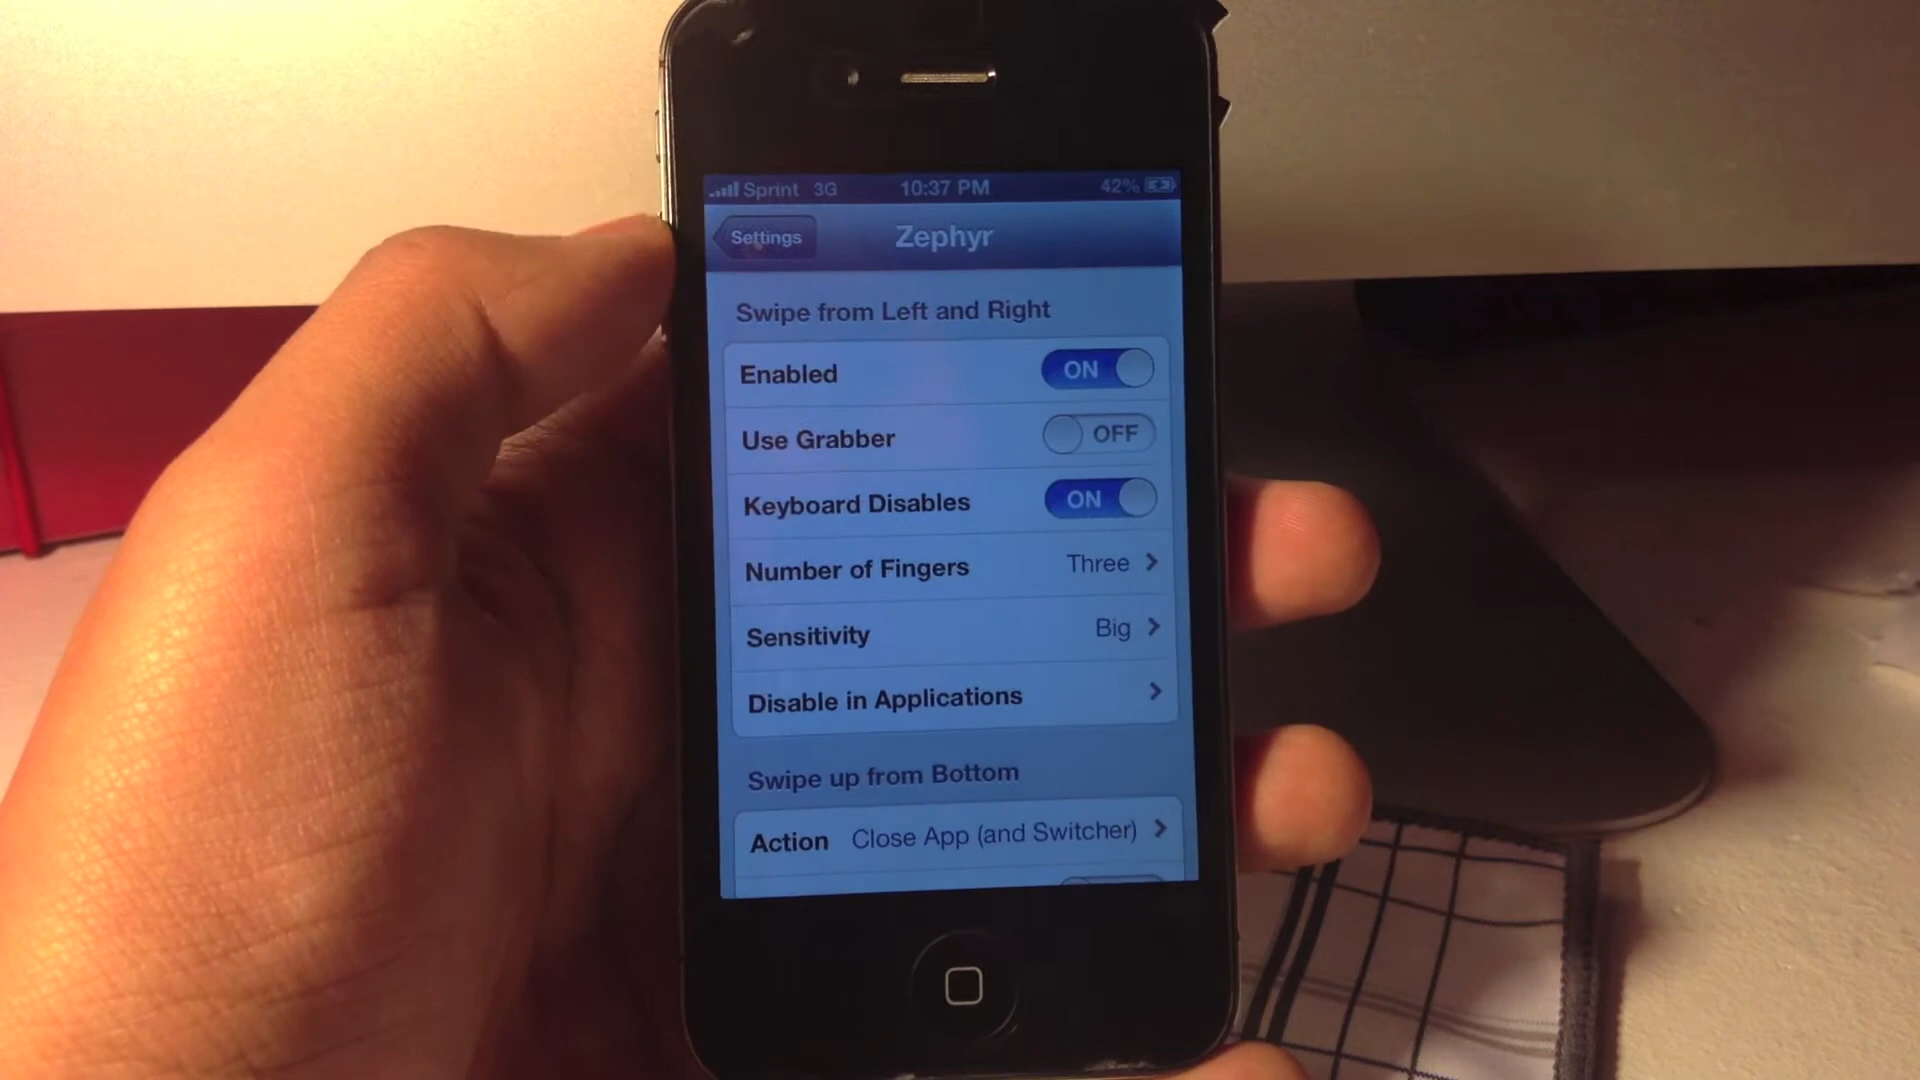 Sprint 3G 10:37 PM 42%
Settings Zephyr
Swipe from Left and Right
Enabled ON
Use Grabber OFF
Keyboard Disables ON
Number of Fingers Three
Sensitivity Big
Disable in Applications
Swipe up from Bottom
Action Close App (and Switcher)